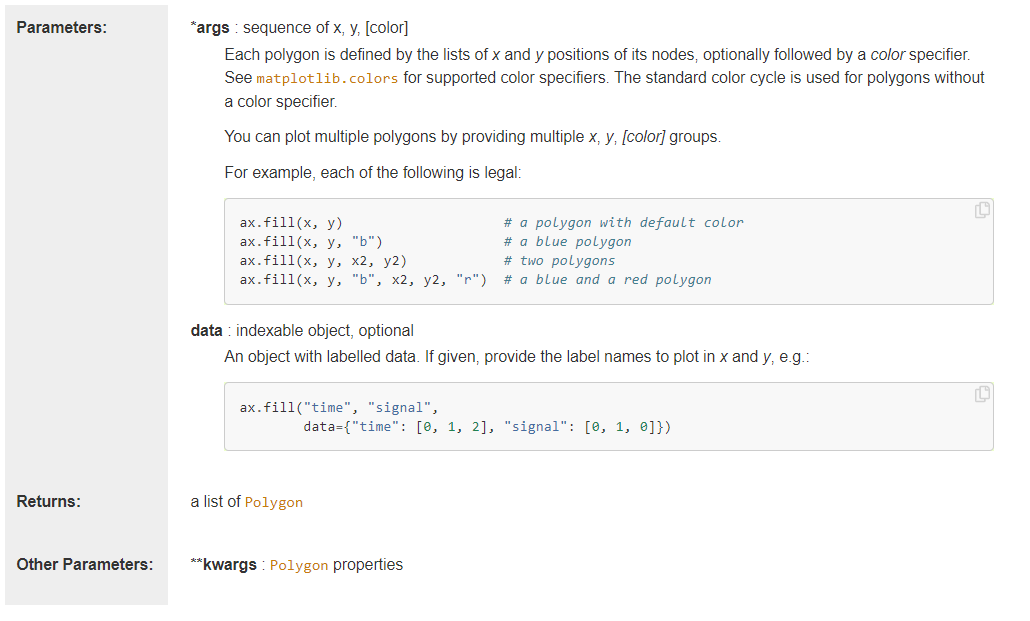 Parameters:
*args : sequence of x, y, [color]
Each polygon is defined by the lists of x and y positions of its nodes, optionally followed by a color specifier.
See matplotlib.colors for supported color specifiers. The standard color cycle is used for polygons without
a color specifier.
You can plot multiple polygons by providing multiple x, y, [color] groups.
For example, each of the following is legal:
ax.fill(x, y)                    # a polygon with default color
ax.fill(x, y, "b")               # a blue polygon
ax.fill(x, y, x2, y2)            # two polygons
ax.fill(x, y, "b", x2, y2, "r")  # a blue and a red polygon
data : indexable object, optional
An object with labelled data. If given, provide the label names to plot in x and y, e.g.:
ax.fill("time", "signal",
        data={"time": [0, 1, 2], "signal": [0, 1, 0]})
Returns:
a list of Polygon
Other Parameters:
**kwargs : Polygon properties